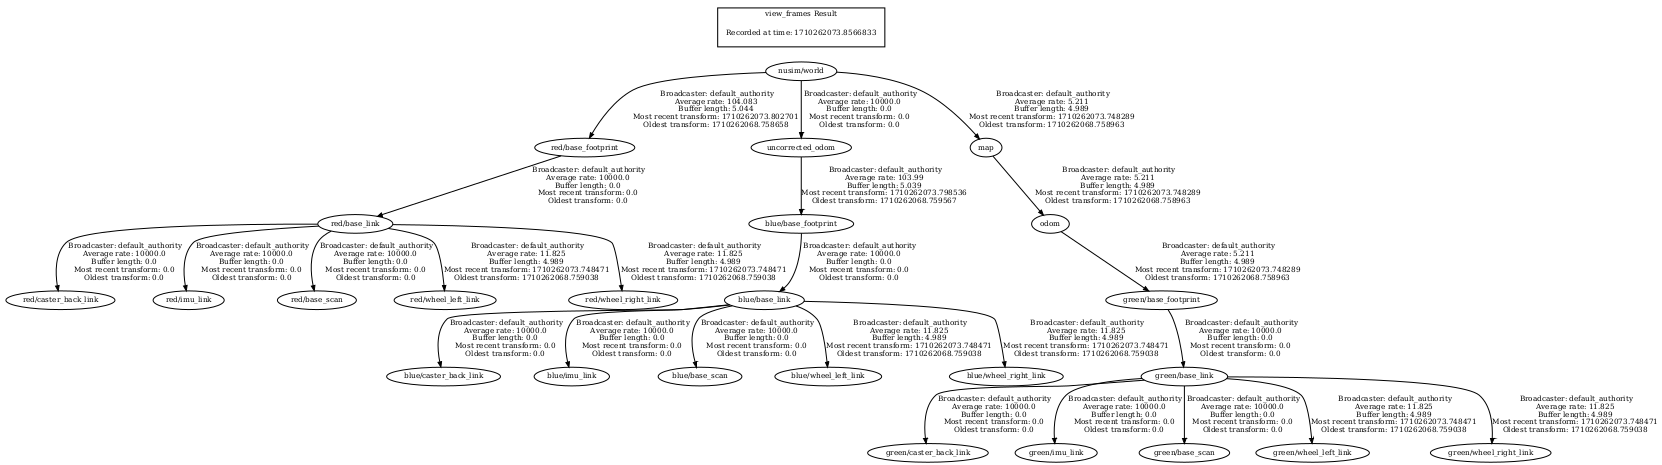 view_frames Result
Recorded at time: 1710262073.8566833
nusim/world
Broadcaster: default_authority
Average rate: 104.083
Buffer length: 5.044
Most recent transform: 1710262073.802701
Oldest transform: 1710262068.758658
Broadcaster: default_authority
Average rate: 10000.0
Buffer length: 0.0
Most recent transform: 0.0
Oldest transform: 0.0
Broadcaster: default_authority
Average rate: 5.211
Buffer length: 4.989
Most recent transform: 1710262073.748289
Oldest transform: 1710262068.758963
red/base_footprint
uncorrected_odom
map
Broadcaster: default_authority
Average rate: 10000.0
Buffer length: 0.0
Most recent transform: 0.0
Oldest transform: 0.0
Broadcaster: default_authority
Average rate: 103.99
Buffer length: 5.039
Most recent transform: 1710262073.798536
Oldest transform: 1710262068.759567
Broadcaster: default_authority
Average rate: 5.211
Buffer length: 4.989
Most recent transform: 1710262073.748289
Oldest transform: 1710262068.758963
red/base_link
blue/base_footprint
odom
Broadcaster: default_authority
Average rate: 10000.0
Buffer length: 0.0
Most recent transform: 0.0
Oldest transform: 0.0
Broadcaster: default_authority
Average rate: 10000.0
Buffer length: 0.0
Most recent transform: 0.0
Oldest transform: 0.0
Broadcaster: default_authority
Average rate: 10000.0
Buffer length: 0.0
Most recent transform: 0.0
Oldest transform: 0.0
Broadcaster: default_authority
Average rate: 11.825
Buffer length: 4.989
Most recent transform: 1710262073.748471
Oldest transform: 1710262068.759038
Broadcaster: default_authority
Average rate: 11.825
Buffer length: 4.989
Most recent transform: 1710262073.748471
Oldest transform: 1710262068.759038
Broadcaster: default_authority
Average rate: 10000.0
Buffer length: 0.0
Most recent transform: 0.0
Oldest transform: 0.0
Broadcaster: default_authority
Average rate: 5.211
Buffer length: 4.989
Most recent transform: 1710262073.748289
Oldest transform: 1710262068.758963
red/caster_back_link
red/imu_link
red/base_scan
red/wheel_left_link
red/wheel_right_link
blue/base_link
green/base_footprint
Broadcaster: default_authority
Average rate: 10000.0
Buffer length: 0.0
Most recent transform: 0.0
Oldest transform: 0.0
Broadcaster: default_authority
Average rate: 10000.0
Buffer length: 0.0
Most recent transform: 0.0
Oldest transform: 0.0
Broadcaster: default_authority
Average rate: 10000.0
Buffer length: 0.0
Most recent transform: 0.0
Oldest transform: 0.0
Broadcaster: default_authority
Average rate: 11.825
Buffer length: 4.989
Most recent transform: 1710262073.748471
Oldest transform: 1710262068.759038
Broadcaster: default_authority
Average rate: 11.825
Buffer length: 4.989
Most recent transform: 1710262073.748471
Oldest transform: 1710262068.759038
Broadcaster: default_authority
Average rate: 10000.0
Buffer length: 0.0
Most recent transform: 0.0
Oldest transform: 0.0
blue/caster_back_link
blue/imu_link
blue/base_scan
blue/wheel_left_link
blue/wheel_right_link
green/base_link
Broadcaster: default_authority
Average rate: 10000.0
Buffer length: 0.0
Most recent transform: 0.0
Oldest transform: 0.0
Broadcaster: default_authority
Average rate: 10000.0
Buffer length: 0.0
Most recent transform: 0.0
Oldest transform: 0.0
Broadcaster: default_authority
Average rate: 10000.0
Buffer length: 0.0
Most recent transform: 0.0
Oldest transform: 0.0
Broadcaster: default_authority
Average rate: 11.825
Buffer length: 4.989
Most recent transform: 1710262073.748471
Oldest transform: 1710262068.759038
Broadcaster: default_authority
Average rate: 11.825
Buffer length: 4.989
Most recent transform: 1710262073.748471
Oldest transform: 1710262068.759038
green/caster_back_link
green/imu_link
green/base_scan
green/wheel_left_link
green/wheel_right_link